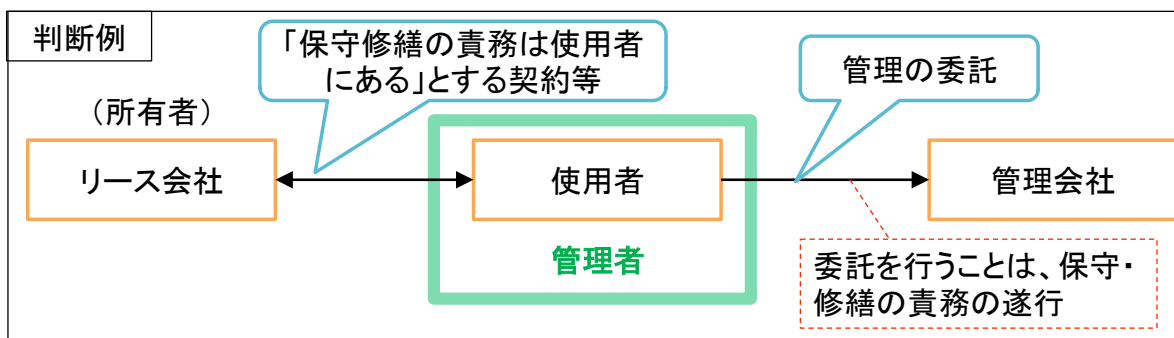 判断例
「保守修繕の責務は使用者
にある」とする契約等
管理の委託
（所有者）
リース会社
使用者
管理会社
管理者
委託を行うことは、保守・
修繕の責務の遂行